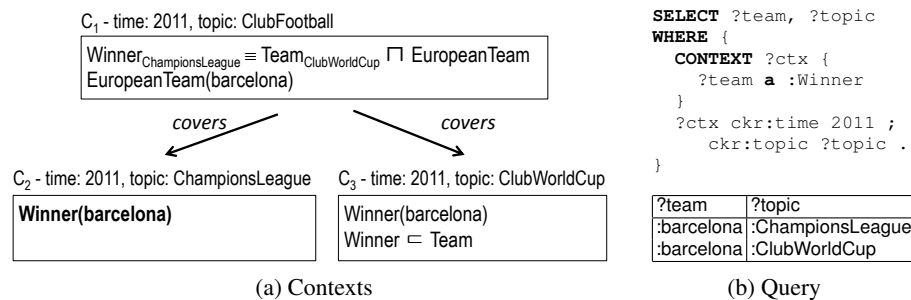 C1 - time: 2011, topic: ClubFootball
WinnerChampionsLeague ≡ TeamClubWorldCup ⊓ EuropeanTeam
EuropeanTeam(barcelona)
covers
covers
C2 - time: 2011, topic: ChampionsLeague
Winner(barcelona)
C3 - time: 2011, topic: ClubWorldCup
Winner(barcelona)
Winner ⊏ Team
(a) Contexts
SELECT ?team, ?topic
WHERE {
CONTEXT ?ctx {
?team a :Winner
}
?ctx ckr:time 2011 ;
ckr:topic ?topic .
}
?team ?topic
:barcelona :ChampionsLeague
:barcelona :ClubWorldCup
(b) Query